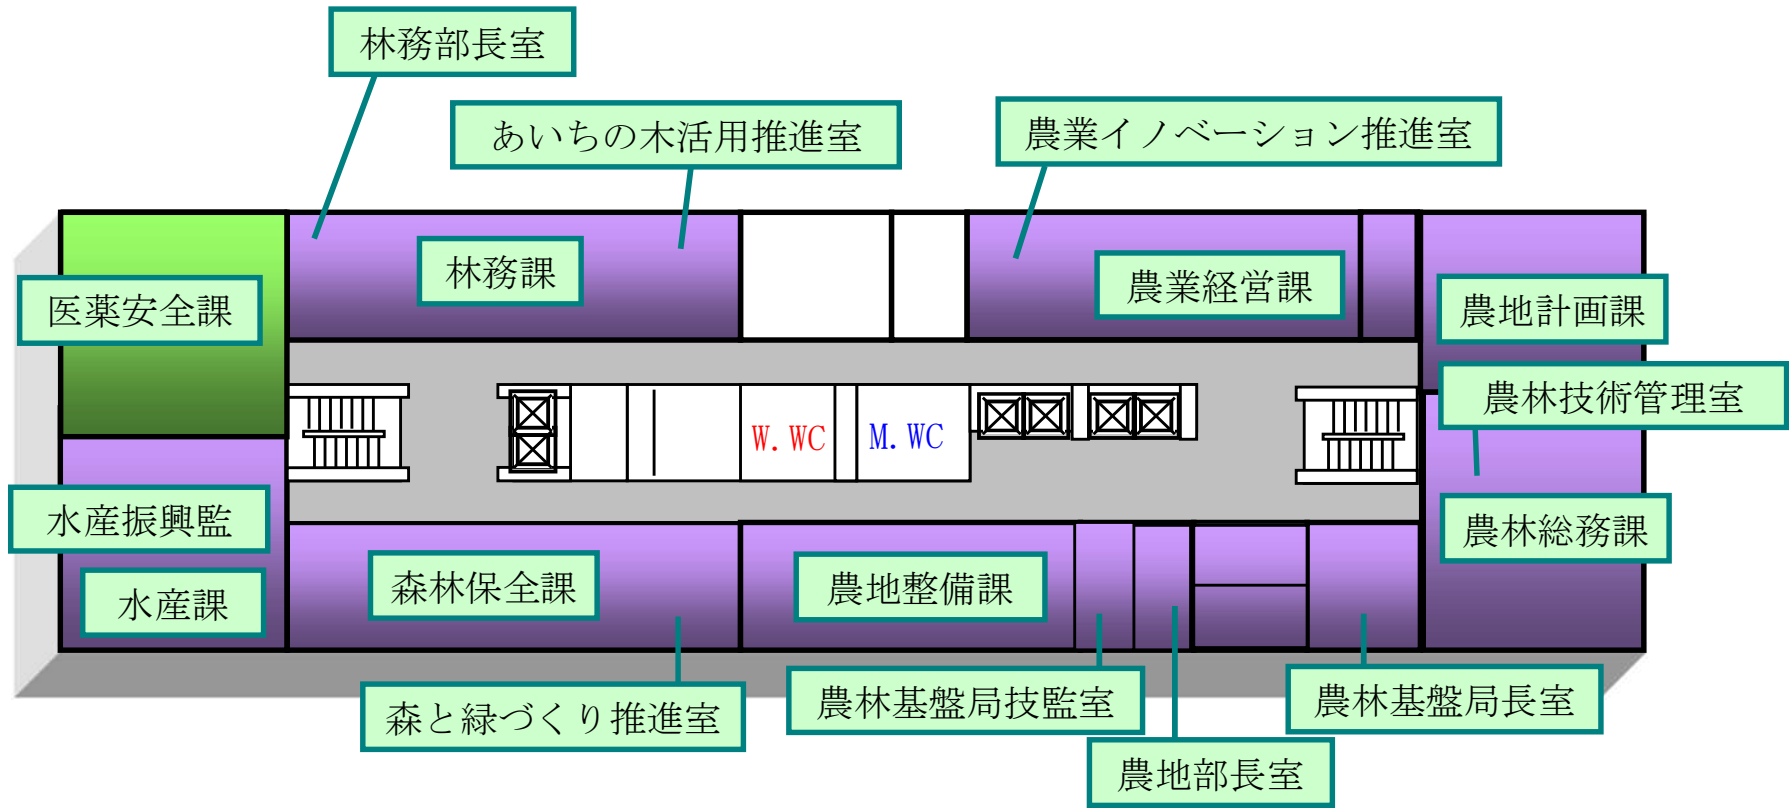 林務部長室
あいちの木活用推進室
農業イノベーション推進室
林務課
農業経営課
医薬安全課
農地計画課
農林技術管理室
W.WC
M.WC
水産振興監
農林総務課
水産課
森林保全課
農地整備課
森と緑づくり推進室
農林基盤局技監室
農林基盤局長室
農地部長室